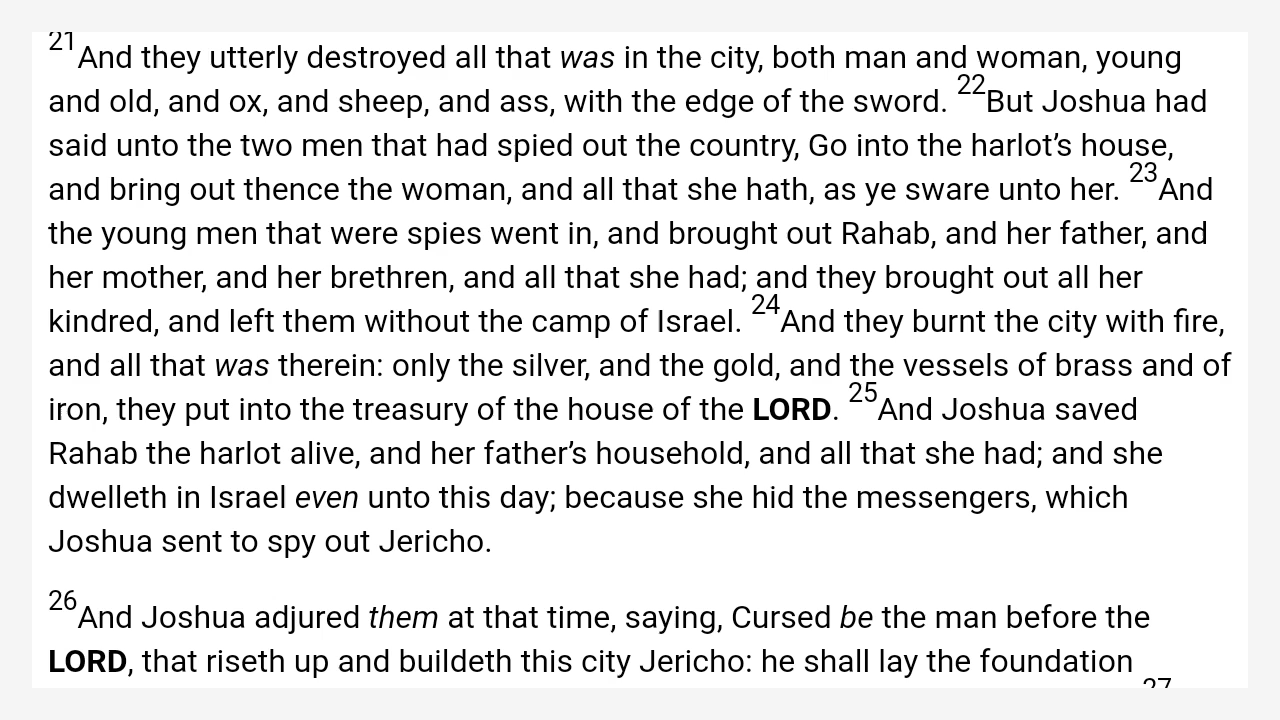 21And they utterly destroyed all that was in the city, both man and woman, young
and old, and ox, and sheep, and ass, with the edge of the sword. 22But Joshua had
said unto the two men that had spied out the country, Go into the harlot’s house,
and bring out thence the woman, and all that she hath, as ye sware unto her. 23And
the young men that were spies went in, and brought out Rahab, and her father, and
her mother, and her brethren, and all that she had; and they brought out all her
kindred, and left them without the camp of Israel. 24And they burnt the city with fire,
and all that was therein: only the silver, and the gold, and the vessels of brass and of
iron, they put into the treasury of the house of the LORD. 25And Joshua saved
Rahab the harlot alive, and her father’s household, and all that she had; and she
dwelleth in Israel even unto this day; because she hid the messengers, which
Joshua sent to spy out Jericho.
26And Joshua adjured them at that time, saying, Cursed be the man before the
LORD, that riseth up and buildeth this city Jericho: he shall lay the foundation
27